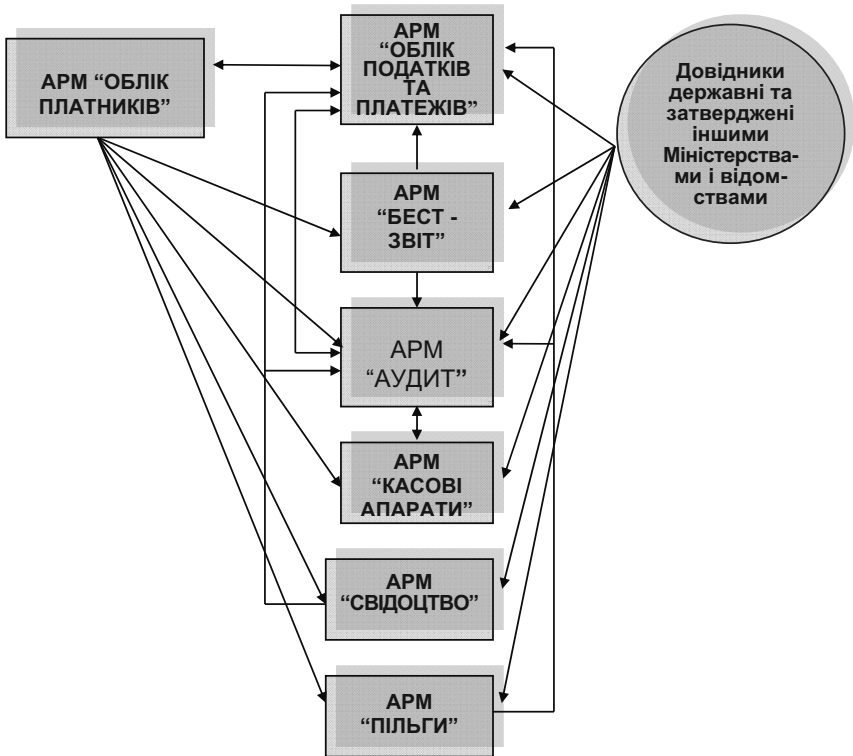 АРМ “ОБЛІК
ПЛАТНИКІВ”
АРМ
“ОБЛІК
ПОДАТКІВ
ТА
ПЛАТЕЖІВ”
Довідники
державні та
затверджені
іншими
Міністерства-
ми і відом-
ствами
АРМ
“БЕСТ -
ЗВІТ”
АРМ
“АУДИТ”
АРМ
“КАСОВІ
АПАРАТИ”
АРМ
“СВІДОЦТВО”
АРМ
“ПІЛЬГИ”